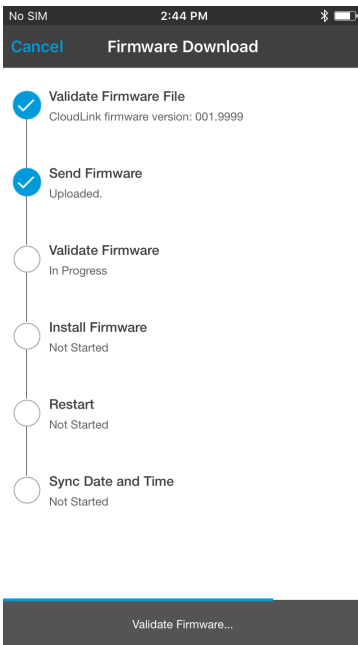 No SIM 2:44 PM
Cancel Firmware Download
Validate Firmware File
CloudLink firmware version: 001.9999
Send Firmware
Uploaded.
Validate Firmware
In Progress
Install Firmware
Not Started
Restart
Not Started
Sync Date and Time
Not Started
Validate Firmware...